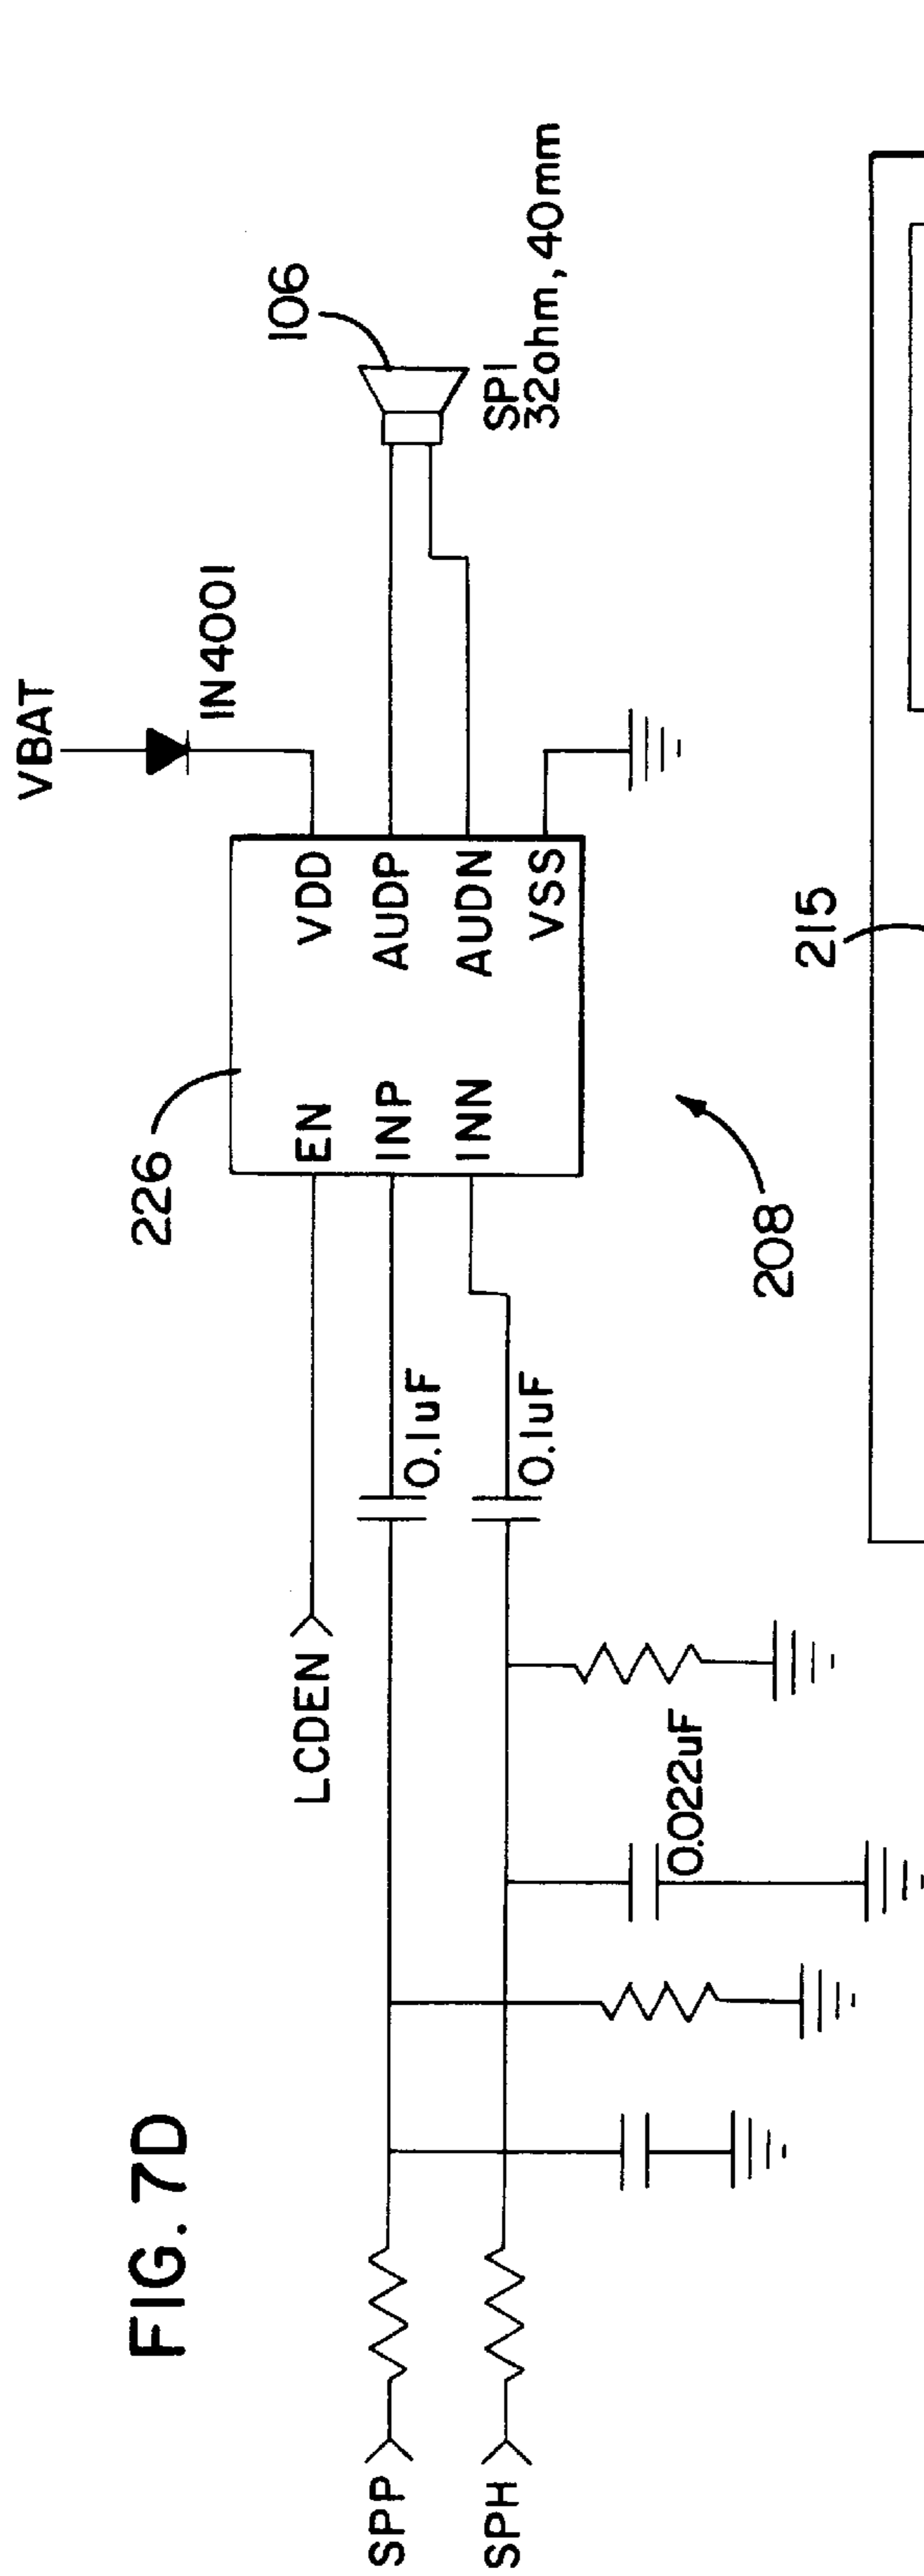 FIG. 7D
VBAT
IN4001
106
SP1
32ohm, 40mm
226
EN
VDD
INP
AUDP
INN
AUDN
VSS
LCDEN
0.1uF
0.1uF
0.022uF
SPP
SPH
208
215